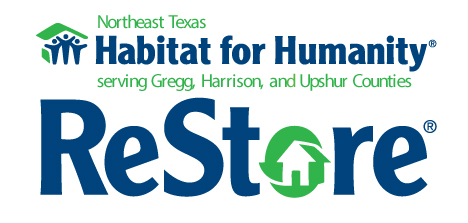 Northeast Texas
Habitat for Humanity®
serving Gregg, Harrison, and Upshur Counties
ReStore®